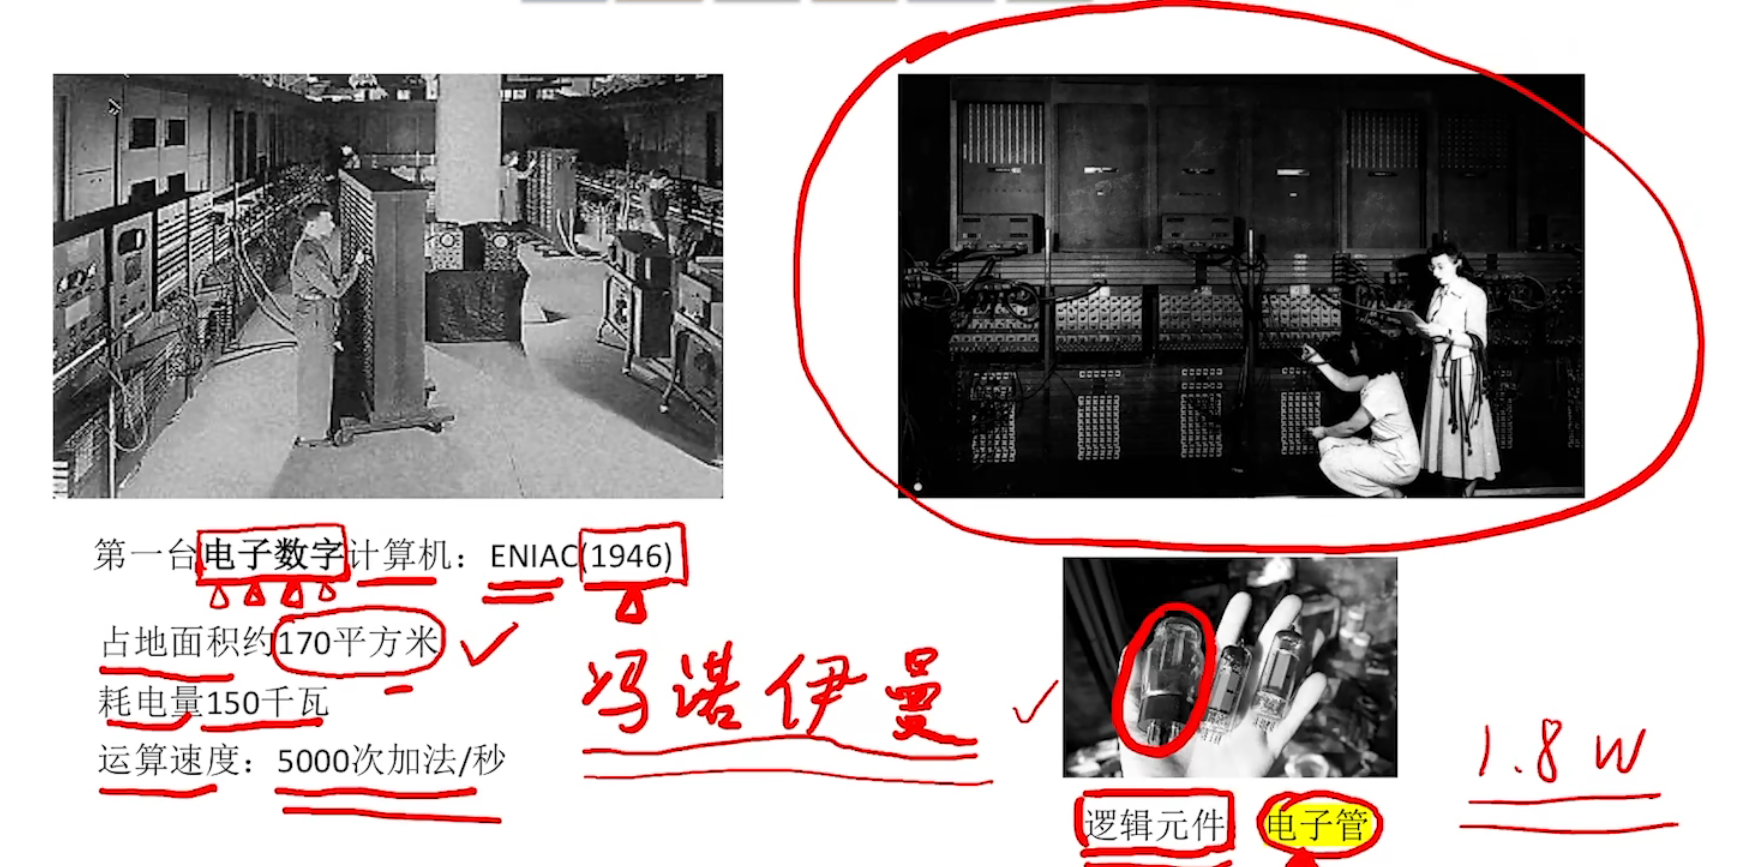 第一台电子数字计算机：ENIAC(1946)
占地面积约170平方米
耗电量150千瓦
运算速度：5000次加法/秒
冯诺伊曼
1.8W
逻辑元件 电子管